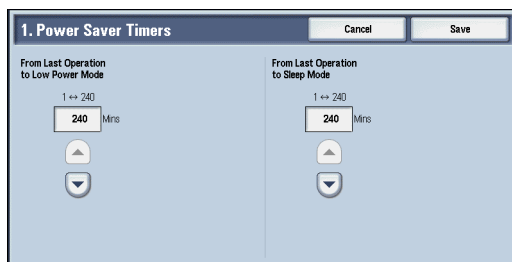 1. Power Saver Timers
Cancel
Save
From Last Operation
to Low Power Mode
1 ↔ 240
240 Mins
From Last Operation
to Sleep Mode
1 ↔ 240
240 Mins